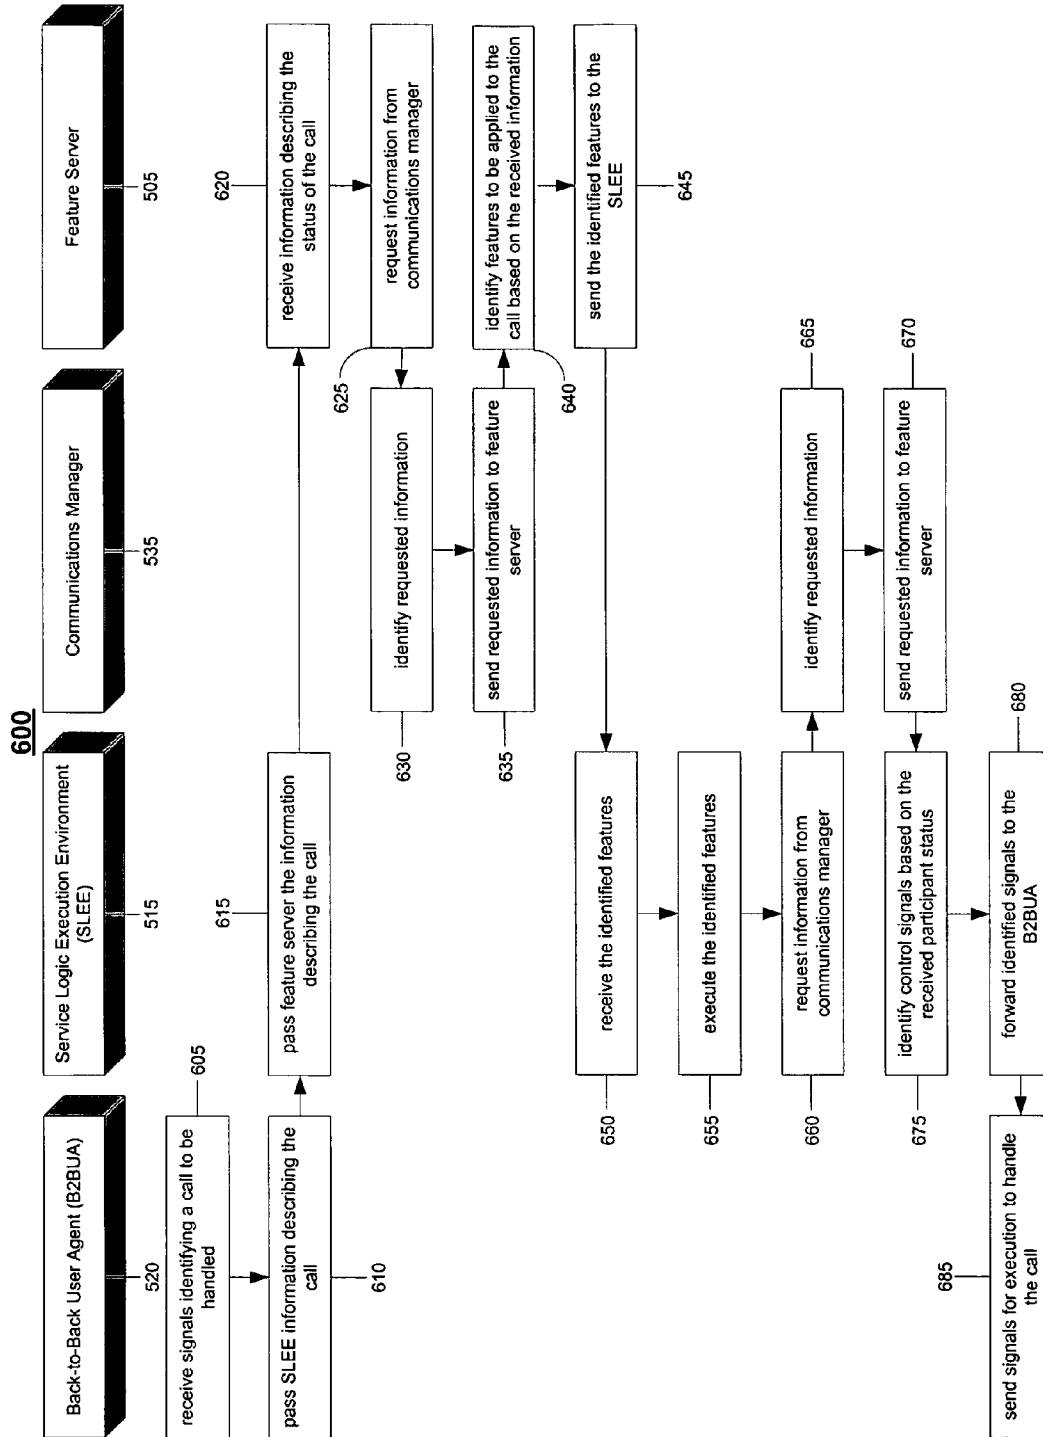 600
Back-to-Back User Agent (B2BUA)
520
Service Logic Execution Environment
(SLEE)
515
Communications Manager
535
Feature Server
505
receive signals identifying a call to be
handled
605
pass SLEE information describing the
call
610
pass feature server the information
describing the call
615
receive information describing the
status of the call
620
request information from
communications manager
625
identify requested information
630
send requested information to feature
server
635
identify features to be applied to the
call based on the received information
640
send the identified features to the
SLEE
645
receive the identified features
650
execute the identified features
655
request information from
communications manager
660
identify requested information
665
send requested information to feature
server
670
identify control signals based on the
received participant status
675
forward identified signals to the
B2BUA
680
send signals for execution to handle
the call
685